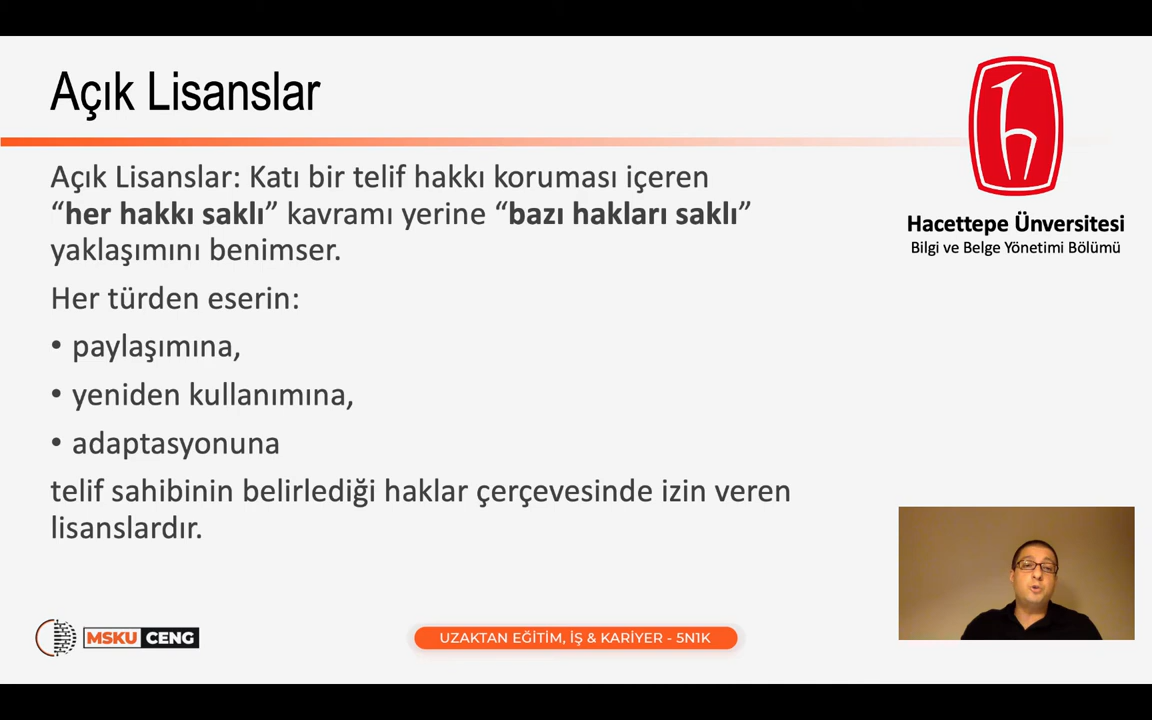 Açık Lisanslar
Açık Lisanslar: Katı bir telif hakkı koruması içeren
“her hakkı saklı” kavramı yerine “bazı hakları saklı”
yaklaşımını benimser.
Her türden eserin:
• paylaşımına,
• yeniden kullanımına,
• adaptasyonuna
telif sahibinin belirlediği haklar çerçevesinde izin veren
lisanslardır.
Hacettepe Ünversitesi
Bilgi ve Belge Yönetimi Bölümü
MSKU CENG
UZAKTAN EĞİTİM, İŞ & KARİYER - 5N1K